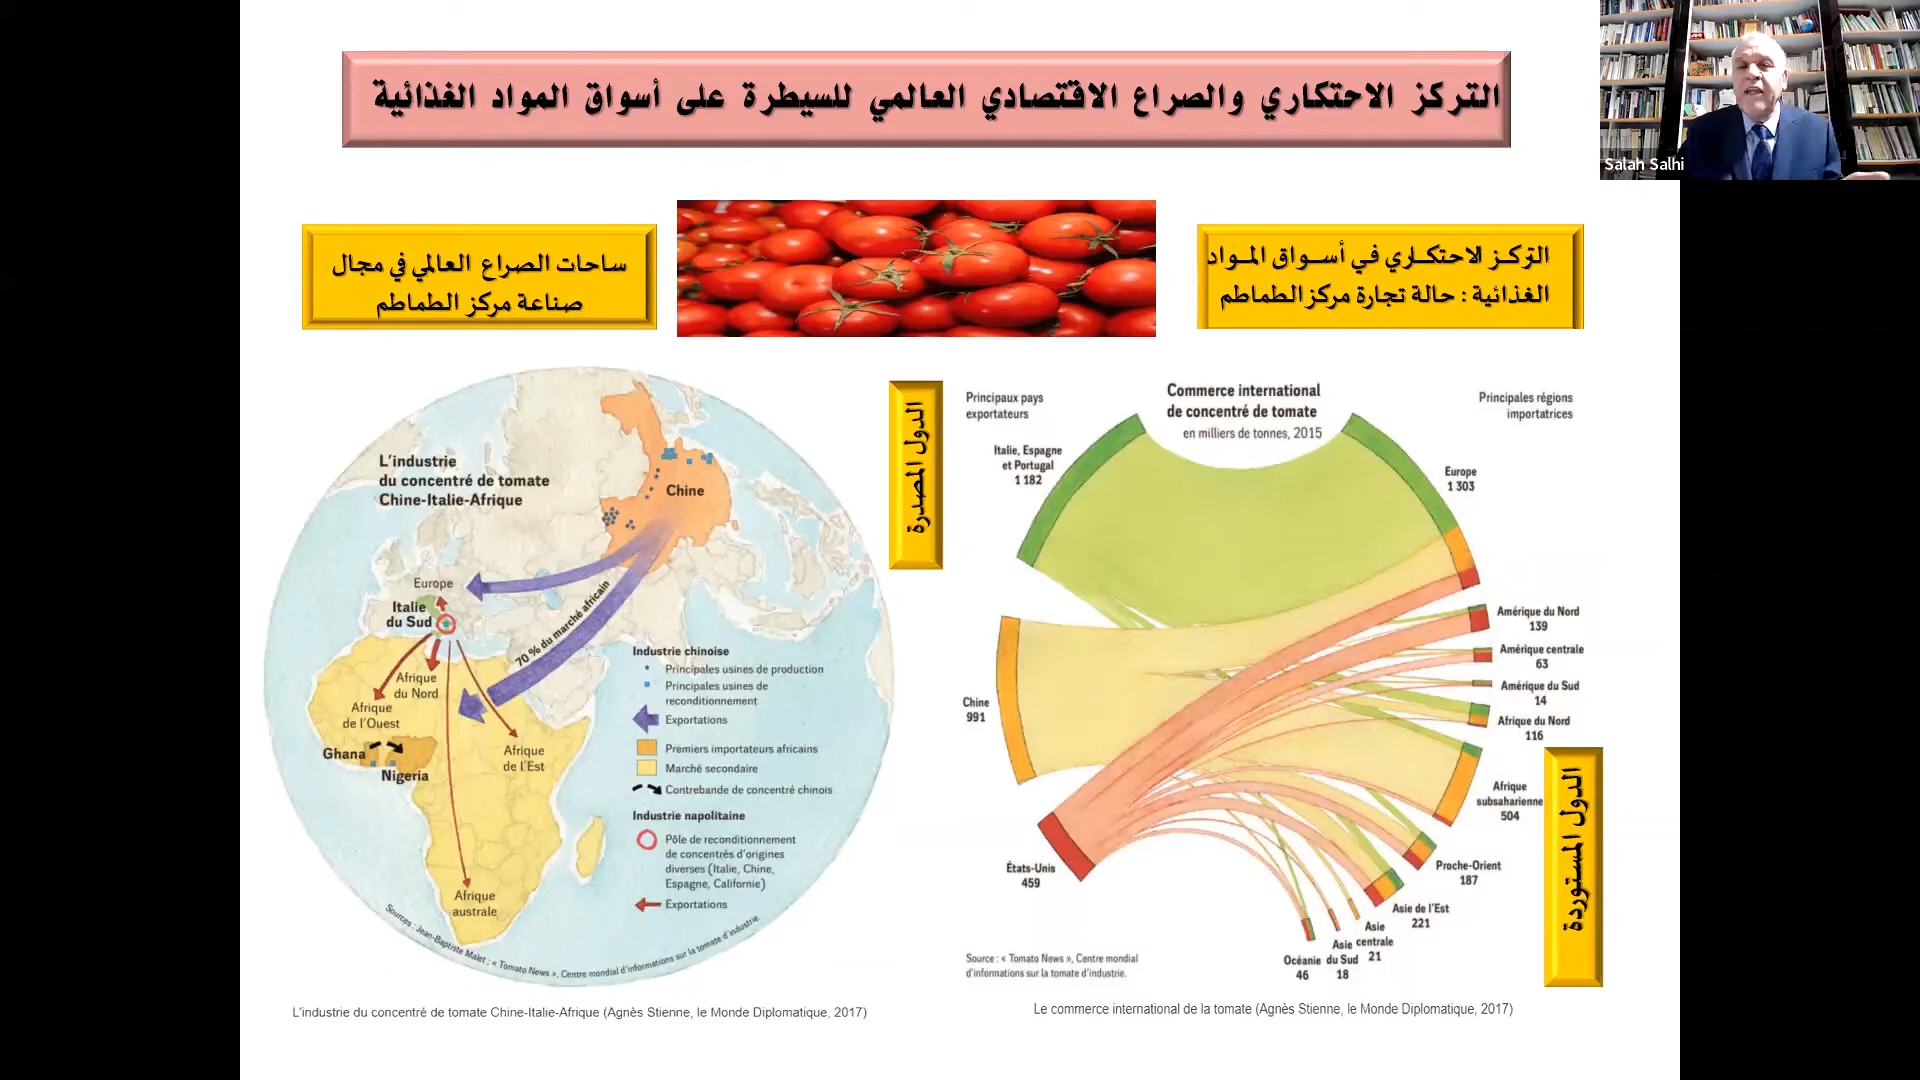 التركز الاحتكاري والصراع الاقتصادي العالمي للسيطرة على أسواق المواد الغذائية
Salah Salhi
التركز الاحتكاري في أسواق المواد
الغذائية : حالة تجارة مركز الطماطم
ساحات الصراع العالمي في مجال
صناعة مركز الطماطم
الدول المصدرة
الدول المستوردة
L'industrie
du concentré de tomate
Chine-Italie-Afrique
Chine
Europe
Italie
du Sud
70 % du marché africain
Afrique
du Nord
Afrique
de l'Ouest
Ghana
Nigeria
Afrique
de l'Est
Afrique
australe
Industrie chinoise
Principales usines de production
Principales usines de
reconditionnement
Exportations
Premiers importateurs africains
Marché secondaire
Contrebande de concentré chinois
Industrie napolitaine
Pôle de reconditionnement
de concentrés d'origines
diverses (Italie, Chine,
Espagne, Californie)
Exportations
Sources : Jean-Baptiste Malet ; « Tomato News », Centre mondial d'informations sur la tomate d'industrie.
L'industrie du concentré de tomate Chine-Italie-Afrique (Agnès Stienne, le Monde Diplomatique, 2017)
Principaux pays
exportateurs
Commerce international
de concentré de tomate
en milliers de tonnes, 2015
Principales régions
importatrices
Italie, Espagne
et Portugal
1 182
Europe
1 303
Amérique du Nord
139
Amérique centrale
63
Amérique du Sud
14
Chine
991
Afrique du Nord
116
Afrique
subsaharienne
504
États-Unis
459
Proche-Orient
187
Asie de l'Est
221
Asie
centrale
21
Asie
du Sud
18
Océanie
46
Source : « Tomato News », Centre mondial
d'informations sur la tomate d'industrie.
Le commerce international de la tomate (Agnès Stienne, le Monde Diplomatique, 2017)